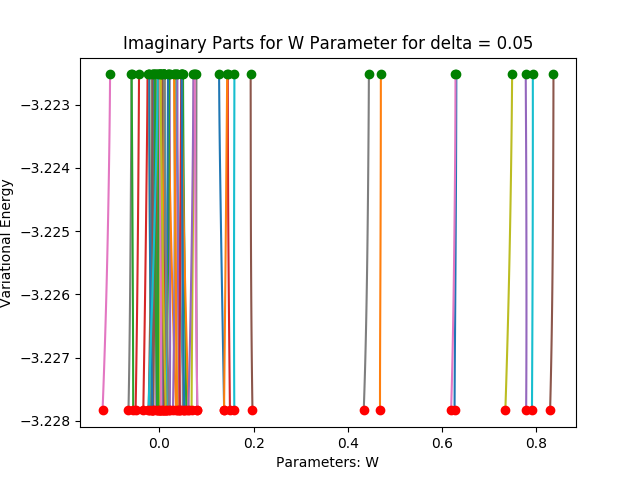 Imaginary Parts for W Parameter for delta = 0.05
Variational Energy
−3.223
−3.224
−3.225
−3.226
−3.227
−3.228
0.0 0.2 0.4 0.6 0.8
Parameters: W